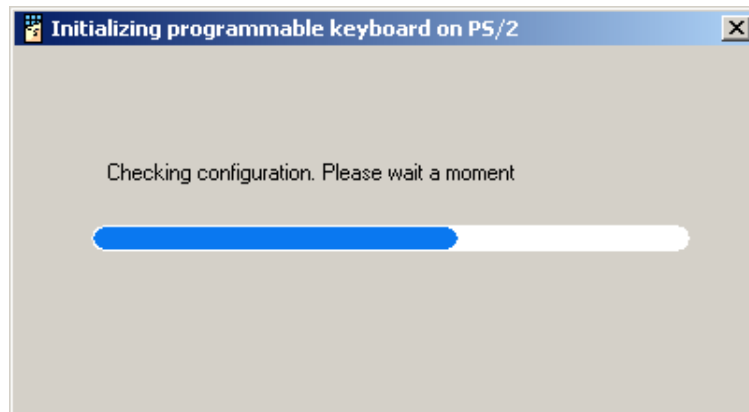 Initializing programmable keyboard on PS/2
Checking configuration. Please wait a moment